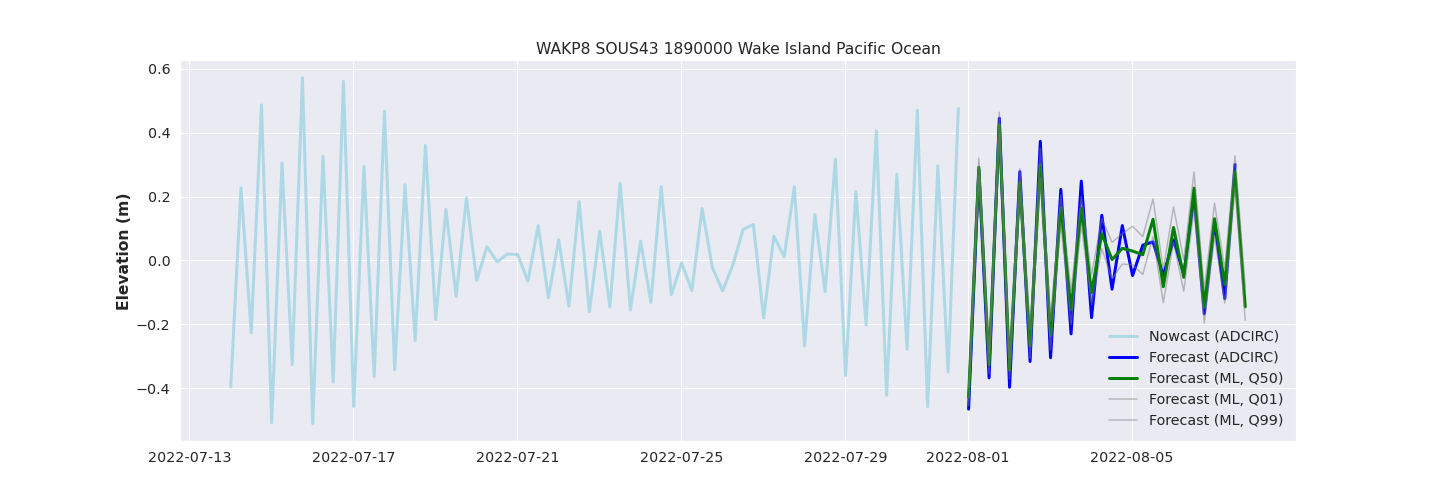 WAKP8 SOUS43 1890000 Wake Island Pacific Ocean
Elevation (m)
0.6
0.4
0.2
0.0
−0.2
−0.4
Nowcast (ADCIRC)
Forecast (ADCIRC)
Forecast (ML, Q50)
Forecast (ML, Q01)
Forecast (ML, Q99)
2022-07-13 2022-07-17 2022-07-21 2022-07-25 2022-07-29 2022-08-01 2022-08-05